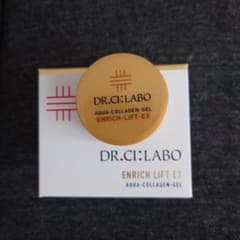 DR.CI:LABO
AQUA-COLLAGEN-GEL
ENRICH-LIFT-EX
DR.CI:LABO
ENRICH LIFT EX
AQUA-COLLAGEN-GEL